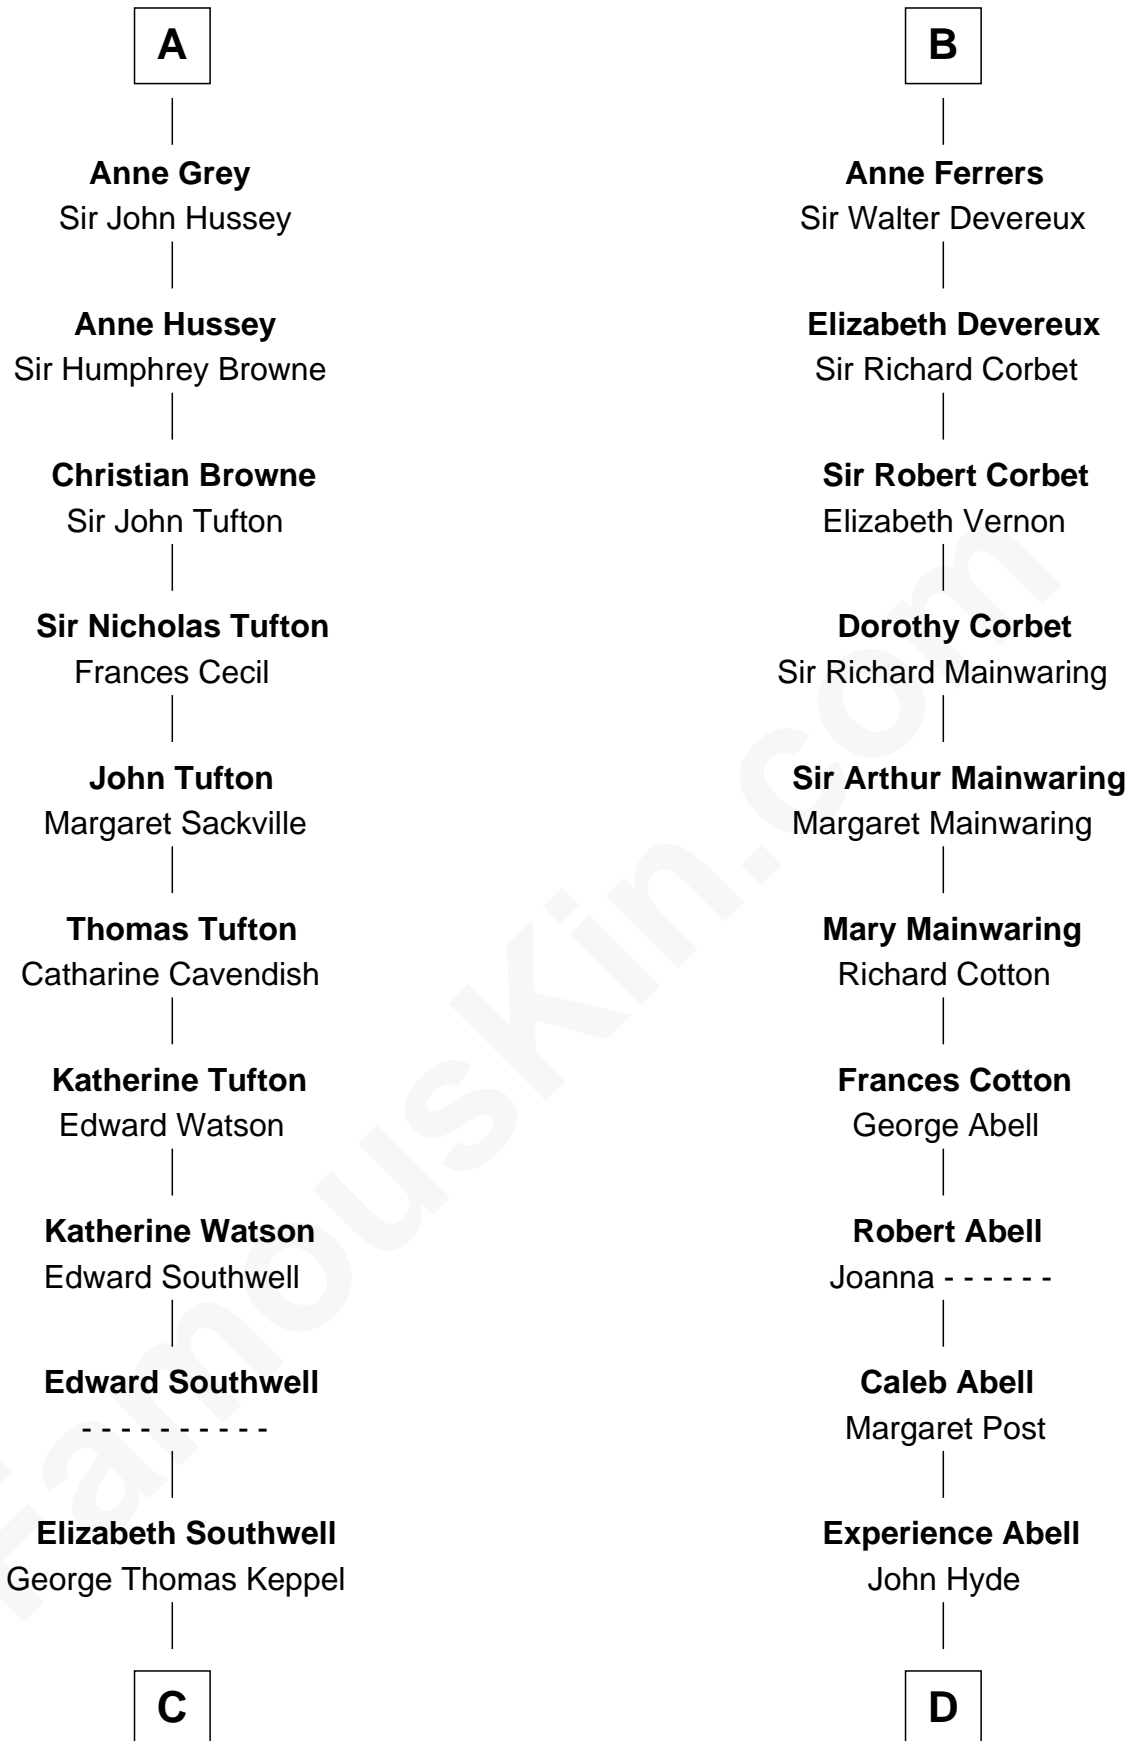 A
Anne Grey
Sir John Hussey
Anne Hussey
Sir Humphrey Browne
Christian Browne
Sir John Tufton
Sir Nicholas Tufton
Frances Cecil
John Tufton
Margaret Sackville
Thomas Tufton
Catharine Cavendish
Katherine Tufton
Edward Watson
Katherine Watson
Edward Southwell
Edward Southwell
- - - - - - - - - -
Elizabeth Southwell
George Thomas Keppel
C
B
Anne Ferrers
Sir Walter Devereux
Elizabeth Devereux
Sir Richard Corbet
Sir Robert Corbet
Elizabeth Vernon
Dorothy Corbet
Sir Richard Mainwaring
Sir Arthur Mainwaring
Margaret Mainwaring
Mary Mainwaring
Richard Cotton
Frances Cotton
George Abell
Robert Abell
Joanna - - - - - -
Caleb Abell
Margaret Post
Experience Abell
John Hyde
D
FamousKin.com